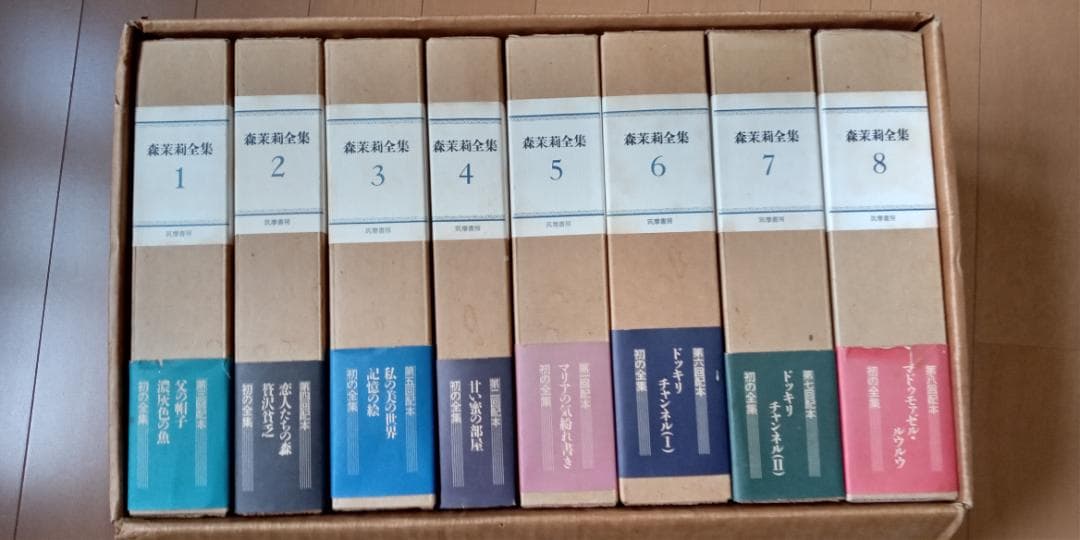 森茉莉全集
1
筑摩書房
第三回配本
父の帽子
濃灰色の魚
初の全集
森茉莉全集
2
筑摩書房
第四回配本
恋人たちの森
贅沢貧乏
初の全集
森茉莉全集
3
筑摩書房
第五回配本
私の美の世界
記憶の絵
初の全集
森茉莉全集
4
筑摩書房
第二回配本
甘い蜜の部屋
初の全集
森茉莉全集
5
筑摩書房
第一回配本
マリアの気紛れ書き
初の全集
森茉莉全集
6
筑摩書房
第六回配本
ドッキリ
チャンネル(I)
初の全集
森茉莉全集
7
筑摩書房
第七回配本
ドッキリ
チャンネル(II)
初の全集
森茉莉全集
8
筑摩書房
第八回配本
マドゥモァゼル・
ルウルウ
初の全集